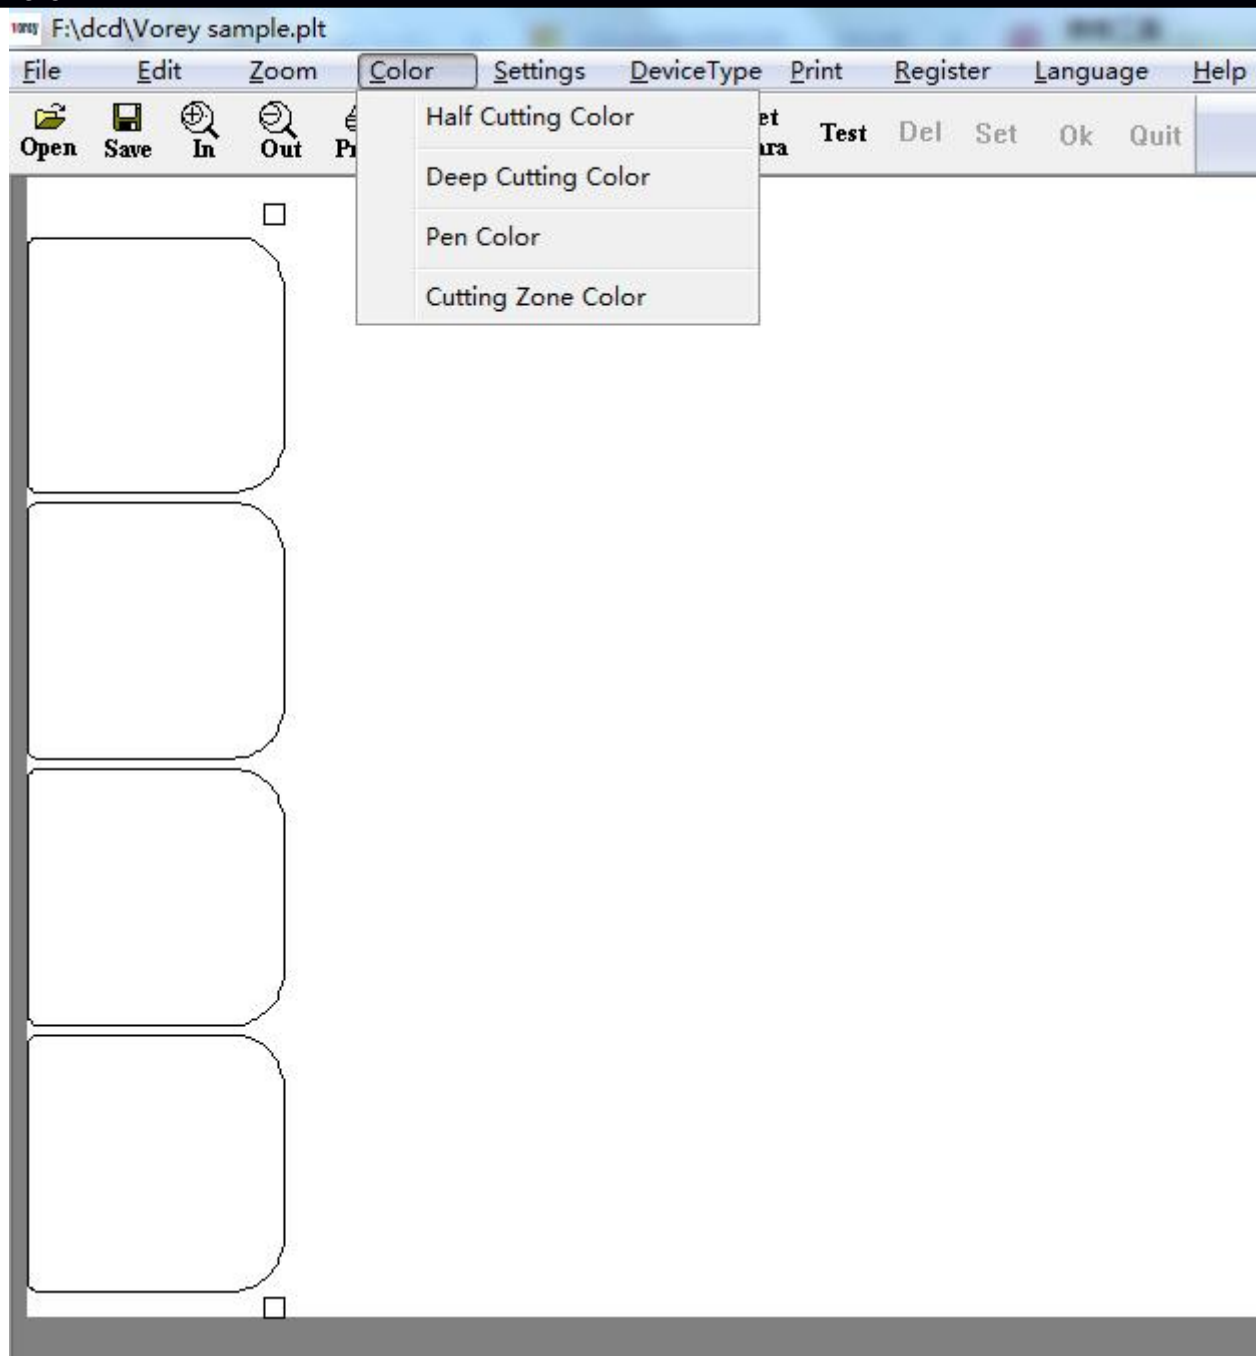 Vorey F:\dcd\Vorey sample.plt
File Edit Zoom Color Settings DeviceType Print Register Language Help
Open Save In Out Test Del Set Ok Quit
Half Cutting Color
Deep Cutting Color
Pen Color
Cutting Zone Color